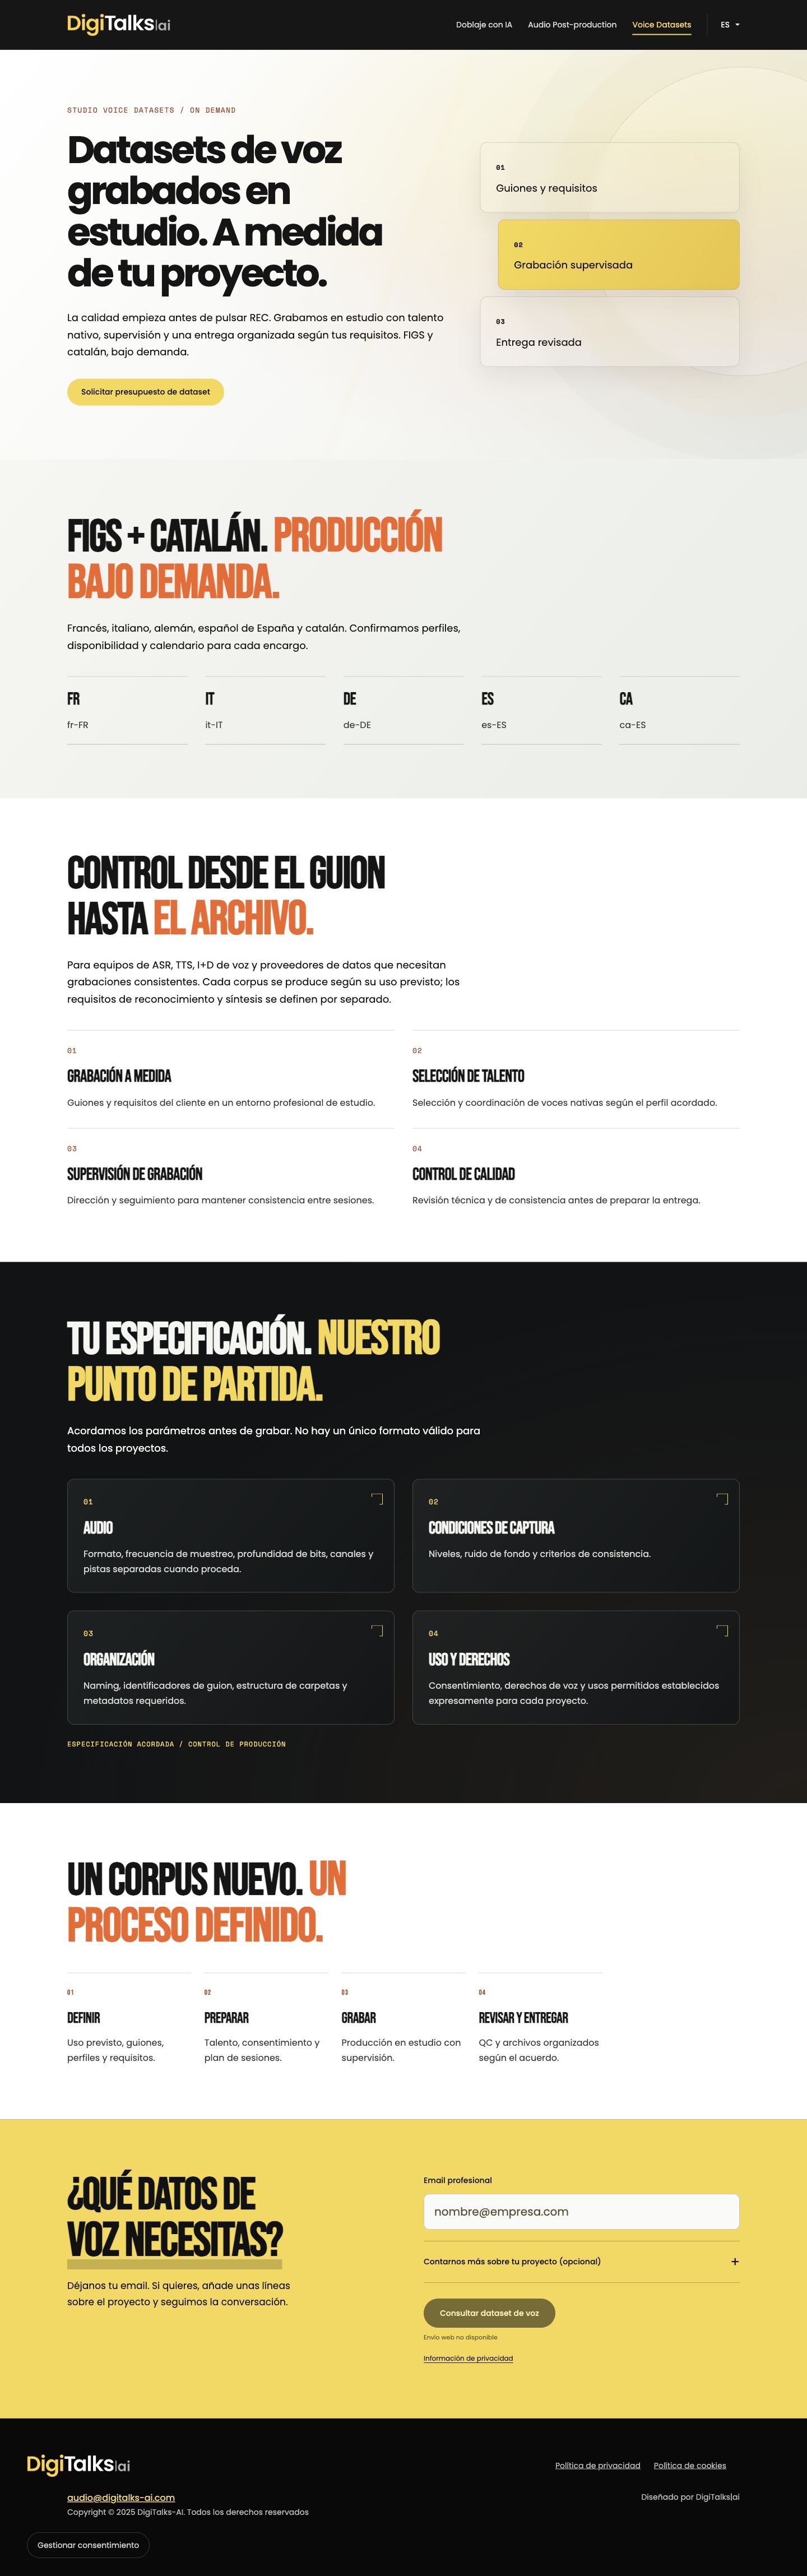 DigiTalks|ai
Doblaje con IA
Audio Post-production
Voice Datasets
ES
STUDIO VOICE DATASETS / ON DEMAND
Datasets de voz
grabados en
estudio. A medida
de tu proyecto.
La calidad empieza antes de pulsar REC. Grabamos en estudio con talento
nativo, supervisión y una entrega organizada según tus requisitos. FIGS y
catalán, bajo demanda.
Solicitar presupuesto de dataset
01
Guiones y requisitos
02
Grabación supervisada
03
Entrega revisada
FIGS + CATALÁN. PRODUCCIÓN
BAJO DEMANDA.
Francés, italiano, alemán, español de España y catalán. Confirmamos perfiles,
disponibilidad y calendario para cada encargo.
FR
fr-FR
IT
it-IT
DE
de-DE
ES
es-ES
CA
ca-ES
CONTROL DESDE EL GUION
HASTA EL ARCHIVO.
Para equipos de ASR, TTS, I+D de voz y proveedores de datos que necesitan
grabaciones consistentes. Cada corpus se produce según su uso previsto; los
requisitos de reconocimiento y síntesis se definen por separado.
01
GRABACIÓN A MEDIDA
Guiones y requisitos del cliente en un entorno profesional de estudio.
02
SELECCIÓN DE TALENTO
Selección y coordinación de voces nativas según el perfil acordado.
03
SUPERVISIÓN DE GRABACIÓN
Dirección y seguimiento para mantener consistencia entre sesiones.
04
CONTROL DE CALIDAD
Revisión técnica y de consistencia antes de preparar la entrega.
TU ESPECIFICACIÓN. NUESTRO
PUNTO DE PARTIDA.
Acordamos los parámetros antes de grabar. No hay un único formato válido para
todos los proyectos.
01
AUDIO
Formato, frecuencia de muestreo, profundidad de bits, canales y
pistas separadas cuando proceda.
02
CONDICIONES DE CAPTURA
Niveles, ruido de fondo y criterios de consistencia.
03
ORGANIZACIÓN
Naming, identificadores de guion, estructura de carpetas y
metadatos requeridos.
04
USO Y DERECHOS
Consentimiento, derechos de voz y usos permitidos establecidos
expresamente para cada proyecto.
ESPECIFICACIÓN ACORDADA / CONTROL DE PRODUCCIÓN
UN CORPUS NUEVO. UN
PROCESO DEFINIDO.
01
DEFINIR
Uso previsto, guiones,
perfiles y requisitos.
02
PREPARAR
Talento, consentimiento y
plan de sesiones.
03
GRABAR
Producción en estudio con
supervisión.
04
REVISAR Y ENTREGAR
QC y archivos organizados
según el acuerdo.
¿QUÉ DATOS DE
VOZ NECESITAS?
Déjanos tu email. Si quieres, añade unas líneas
sobre el proyecto y seguimos la conversación.
Email profesional
nombre@empresa.com
Contarnos más sobre tu proyecto (opcional)
+
Consultar dataset de voz
Envío web no disponible
Información de privacidad
DigiTalks|ai
Política de privacidad
Política de cookies
audio@digitalks-ai.com
Copyright © 2025 DigiTalks-AI. Todos los derechos reservados
Diseñado por DigiTalks|ai
Gestionar consentimiento